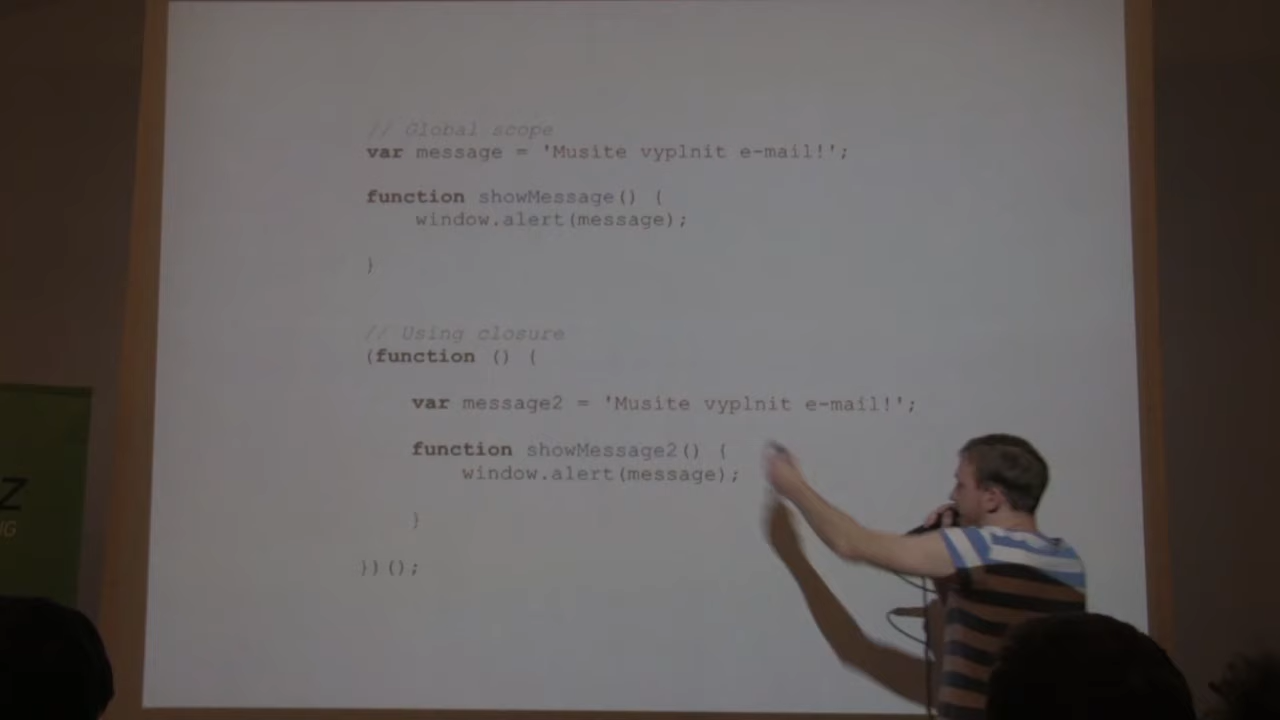 // Global scope
var message = 'Musite vyplnit e-mail!';
function showMessage() {
window.alert(message);
}
// Using closure
(function () {
var message2 = 'Musite vyplnit e-mail!';
function showMessage2() {
window.alert(message);
}
})();
Z
NG